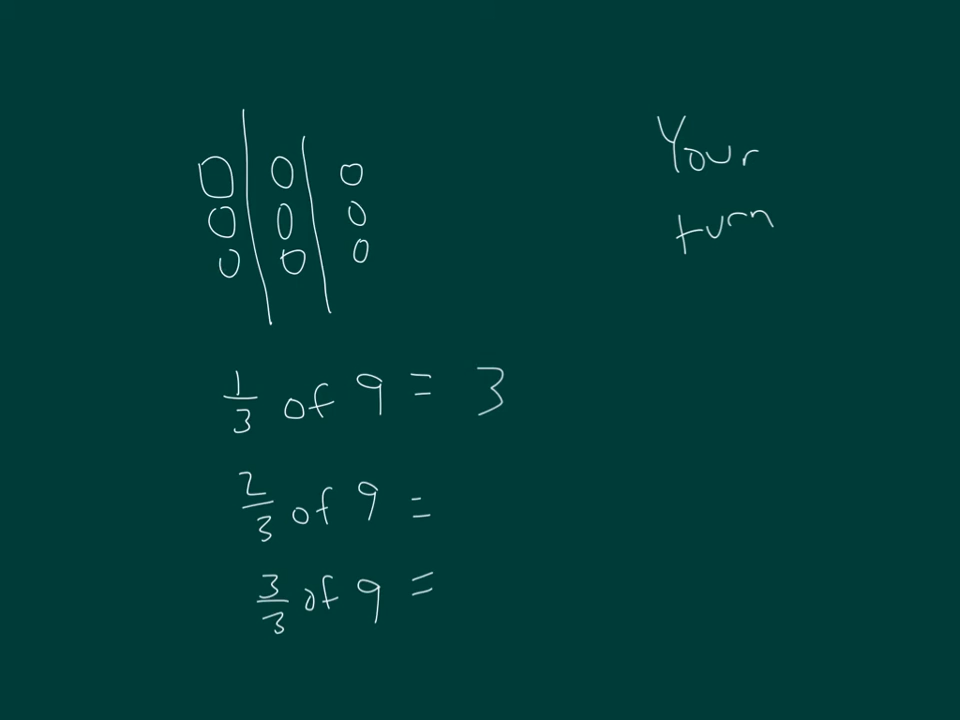 Your
turn
1/3 of 9 = 3
2/3 of 9 =
3/3 of 9 =